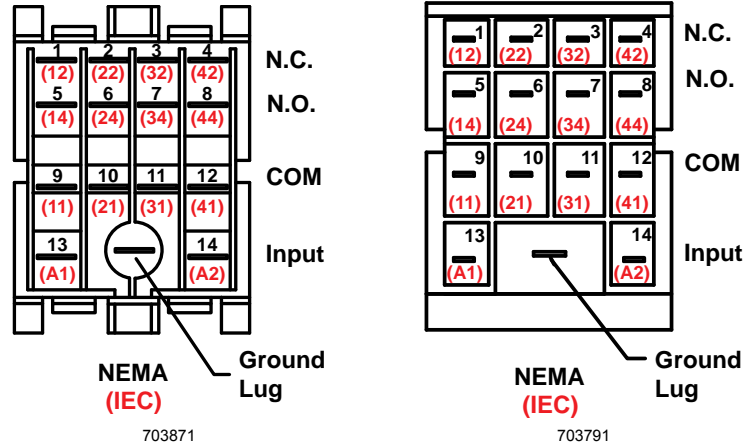 1 2 3 4 N.C.
(12) (22) (32) (42)
5 6 7 8 N.O.
(14) (24) (34) (44)
9 10 11 12 COM
(11) (21) (31) (41)
13 14 Input
(A1) (A2)
Ground
Lug
NEMA
(IEC)
703871
1 2 3 4 N.C.
(12) (22) (32) (42)
5 6 7 8 N.O.
(14) (24) (34) (44)
9 10 11 12 COM
(11) (21) (31) (41)
13 14 Input
(A1) (A2)
Ground
Lug
NEMA
(IEC)
703791